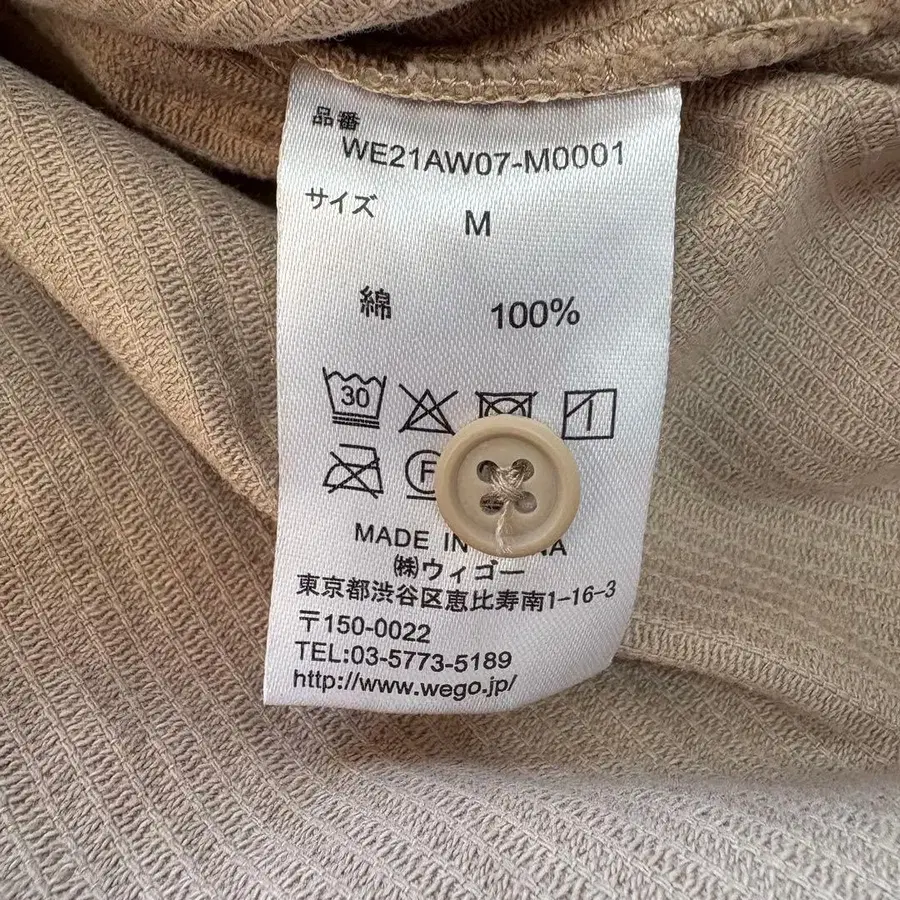 品番
WE21AW07-M0001
サイズ
M
綿 100%
30
F
MADE IN
㈱ウィゴー
東京都渋谷区恵比寿南1-16-3
〒150-0022
TEL:03-5773-5189
http://www.wego.jp/